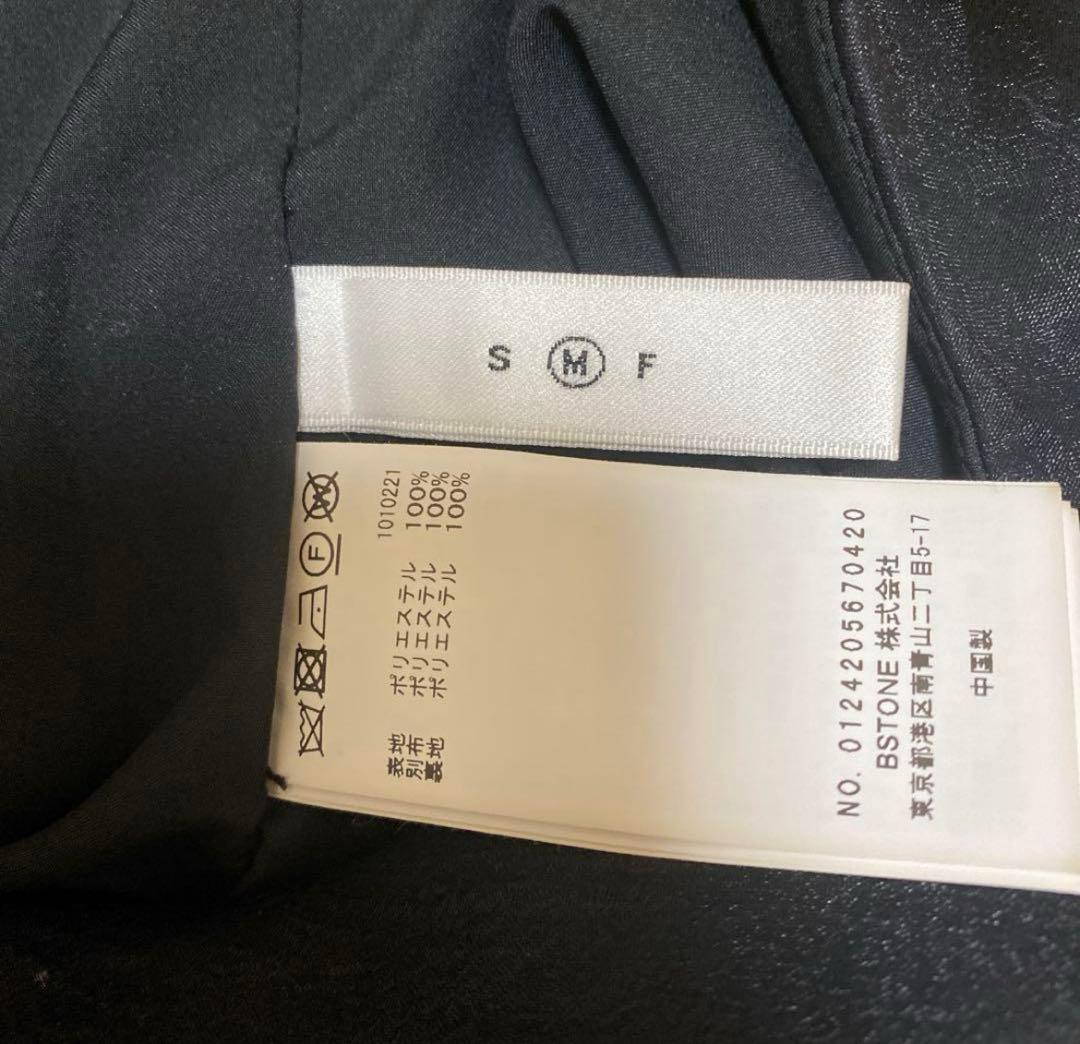 S M F
1010221
表地 ポリエステル 100%
別布 ポリエステル 100%
裏地 ポリエステル 100%
NO. 0124205670420
BSTONE 株式会社
東京都港区南青山二丁目5-17
中国製